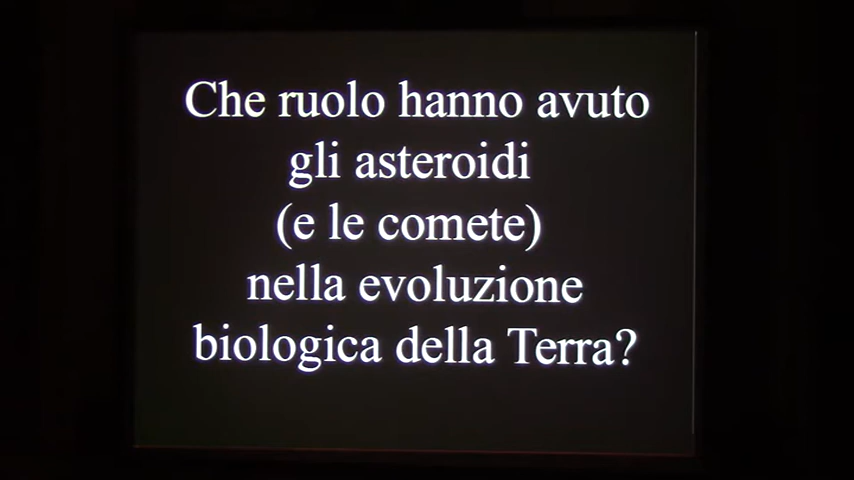 Che ruolo hanno avuto
gli asteroidi
(e le comete)
nella evoluzione
biologica della Terra?